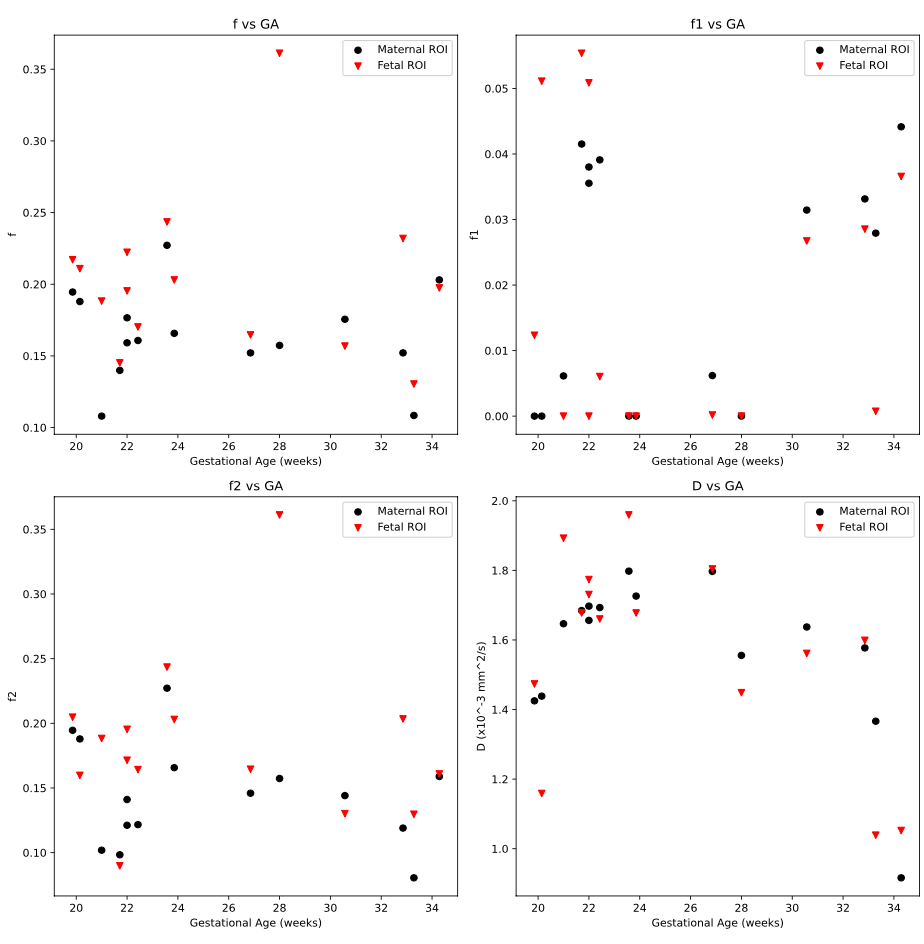 f vs GA
Maternal ROI
Fetal ROI
0.35
0.30
0.25
0.20
0.15
0.10
f
20 22 24 26 28 30 32 34
Gestational Age (weeks)
f1 vs GA
Maternal ROI
Fetal ROI
0.05
0.04
0.03
0.02
0.01
0.00
f1
20 22 24 26 28 30 32 34
Gestational Age (weeks)
f2 vs GA
Maternal ROI
Fetal ROI
0.35
0.30
0.25
0.20
0.15
0.10
f2
20 22 24 26 28 30 32 34
Gestational Age (weeks)
D vs GA
Maternal ROI
Fetal ROI
2.0
1.8
1.6
1.4
1.2
1.0
D (x10^-3 mm^2/s)
20 22 24 26 28 30 32 34
Gestational Age (weeks)